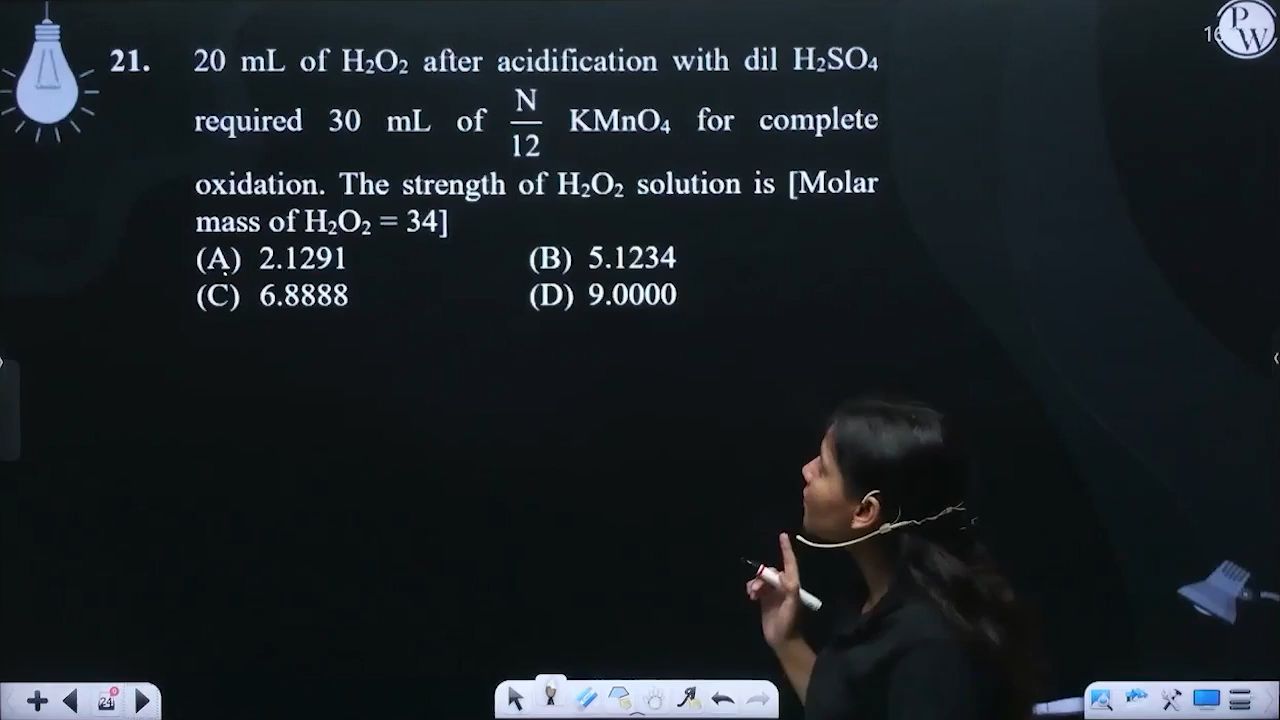 21. 20 mL of H₂O₂ after acidification with dil H₂SO₄
required 30 mL of N/12 KMnO₄ for complete
oxidation. The strength of H₂O₂ solution is [Molar
mass of H₂O₂ = 34]
(A) 2.1291 (B) 5.1234
(C) 6.8888 (D) 9.0000
P
W
24